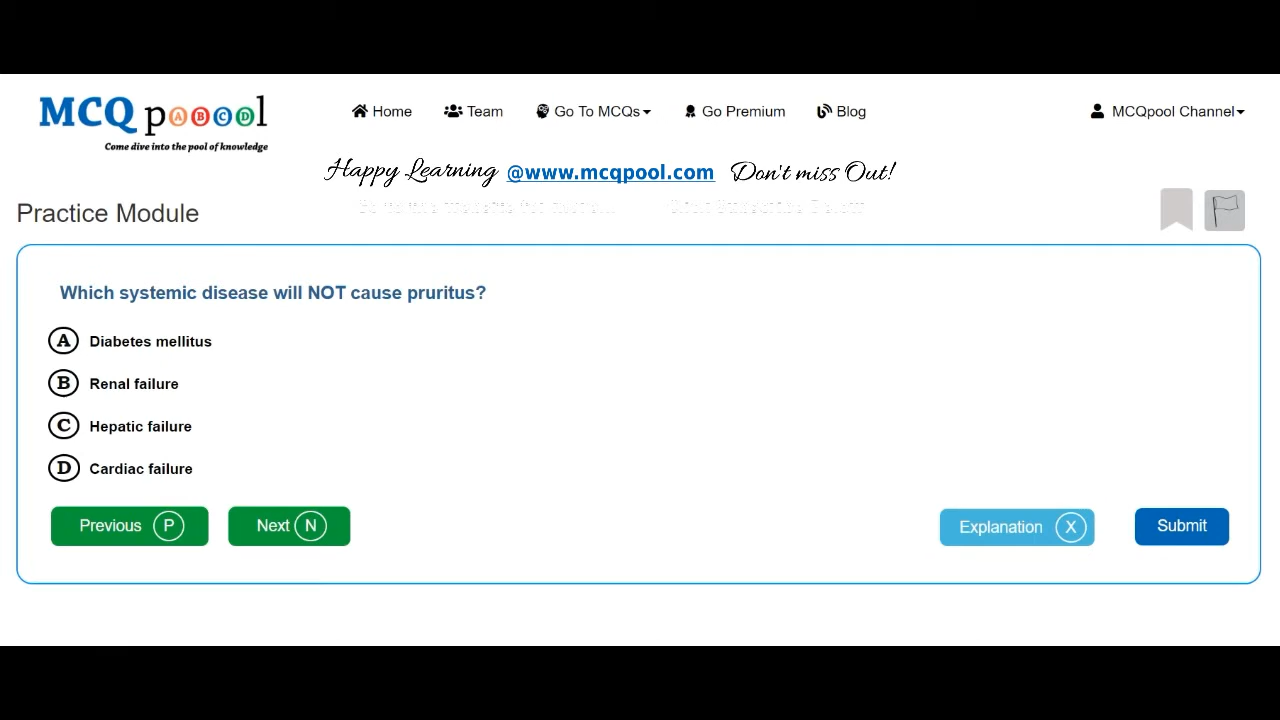 MCQ pooool
Come dive into the pool of knowledge
Home Team Go To MCQs Go Premium Blog MCQpool Channel
Happy Learning @www.mcqpool.com Don't miss Out!
Practice Module
Which systemic disease will NOT cause pruritus?
A Diabetes mellitus
B Renal failure
C Hepatic failure
D Cardiac failure
Previous P Next N Explanation X Submit